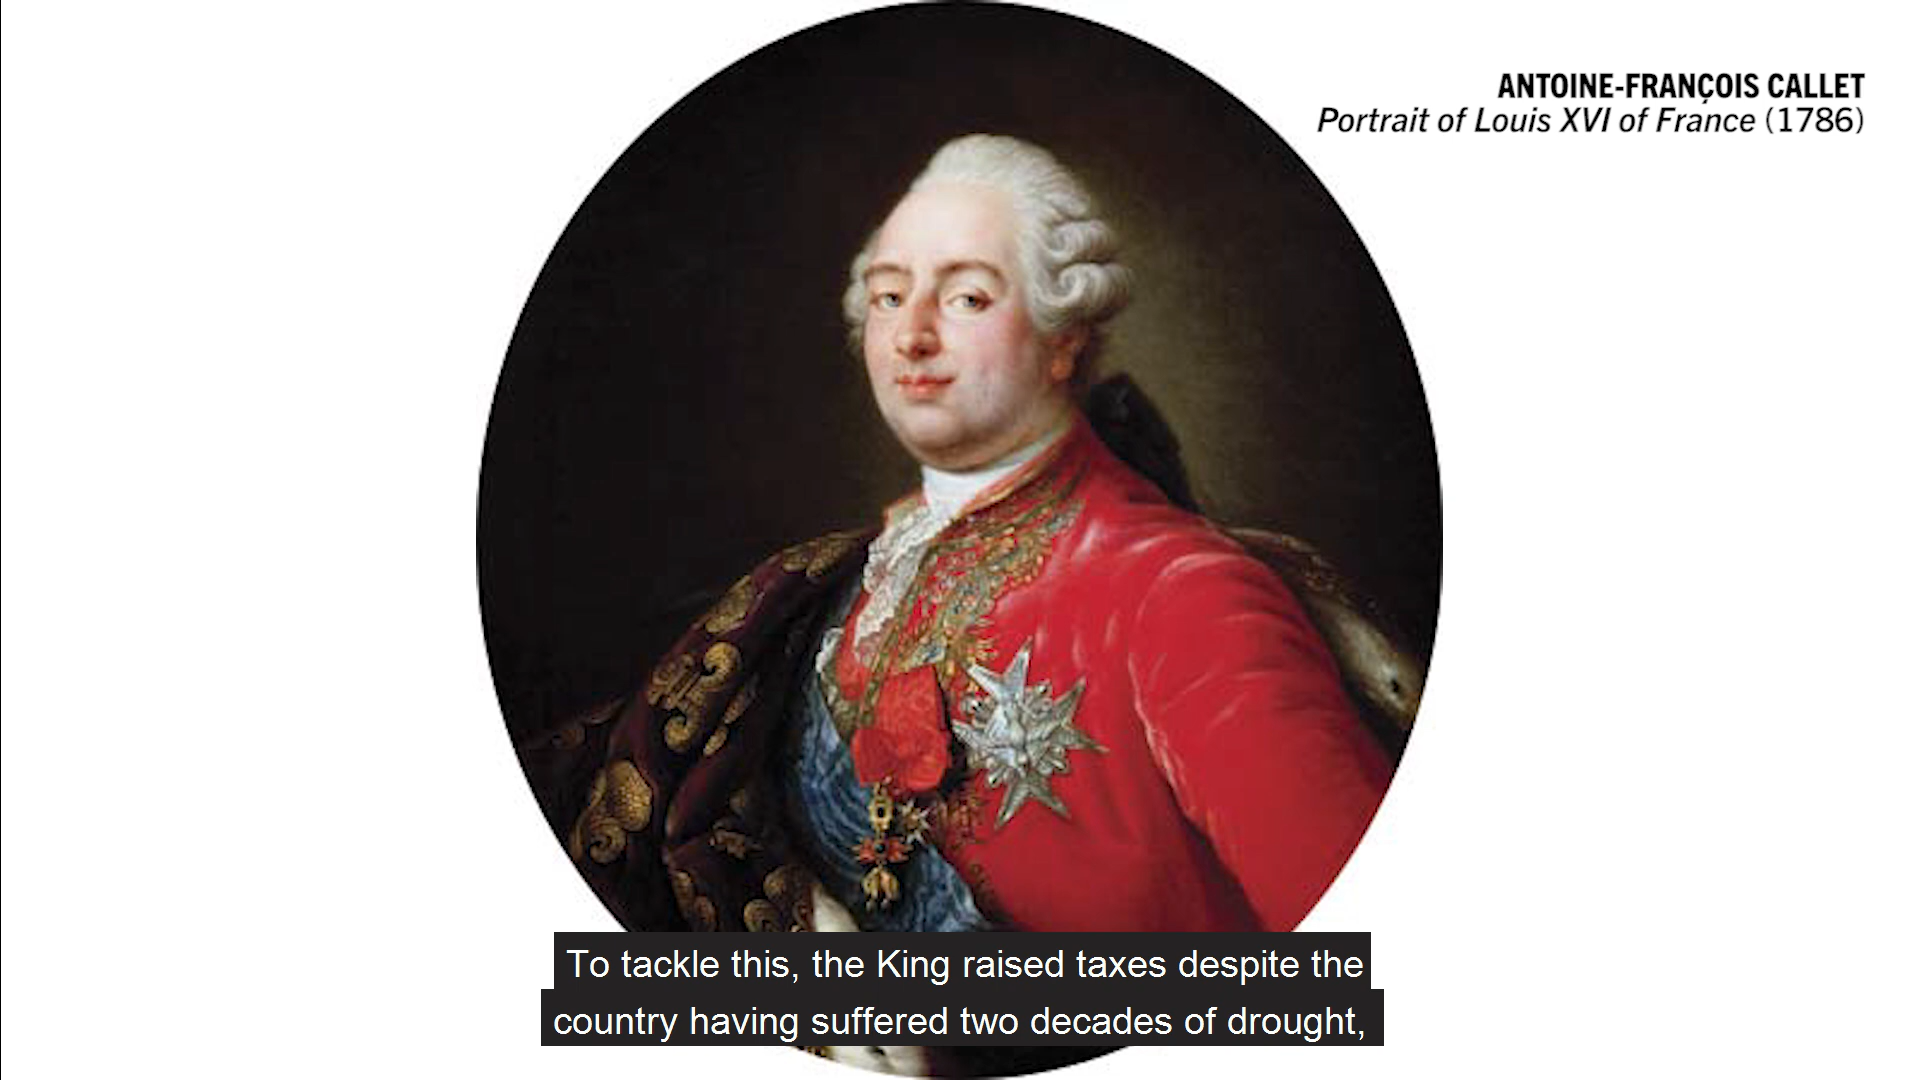 ANTOINE-FRANÇOIS CALLET
Portrait of Louis XVI of France (1786)
To tackle this, the King raised taxes despite the
country having suffered two decades of drought,